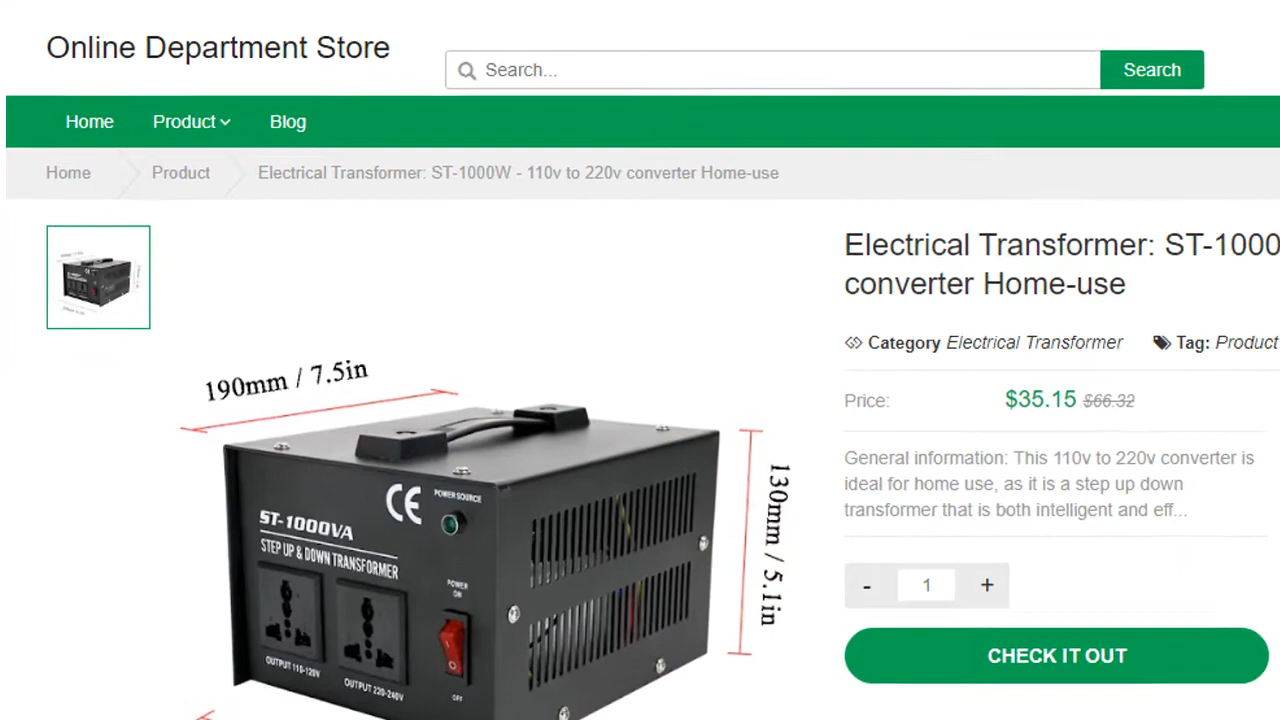 Online Department Store
Search...
Search
Home
Product
Blog
Home
Product
Electrical Transformer: ST-1000W - 110v to 220v converter Home-use
Electrical Transformer: ST-1000
converter Home-use
Category Electrical Transformer
Tag: Product
Price:
$35.15 $66.32
General information: This 110v to 220v converter is
ideal for home use, as it is a step up down
transformer that is both intelligent and eff...
- 1 +
CHECK IT OUT
190mm / 7.5in
130mm / 5.1in
CE
POWER SOURCE
ST-1000VA
STEP UP & DOWN TRANSFORMER
POWER
ON
OUTPUT 110-120V
OUTPUT 220-240V
OFF